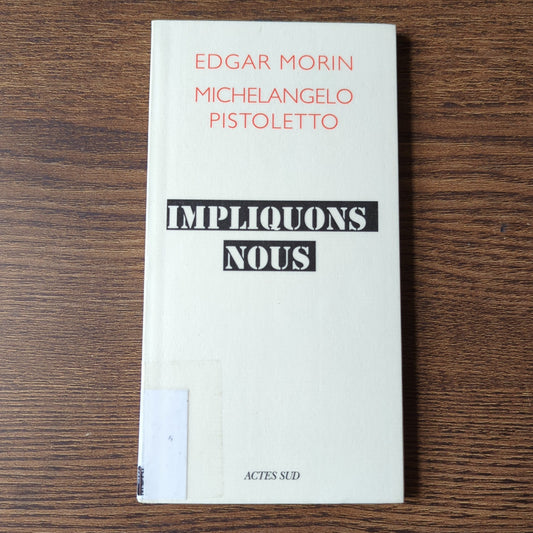 EDGAR MORIN
MICHELANGELO
PISTOLETTO
IMPLIQUONS
NOUS
ACTES SUD